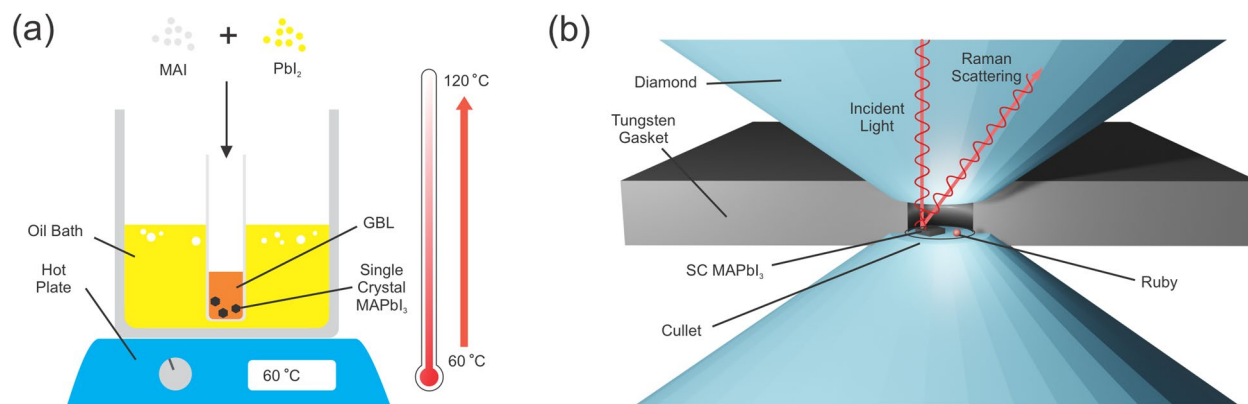 (a)
MAI
+
PbI₂
120 °C
Oil Bath
Hot
Plate
GBL
Single
Crystal
MAPbI₃
60 °C
60 °C
(b)
Diamond
Tungsten
Gasket
Incident
Light
Raman
Scattering
SC MAPbI₃
Cullet
Ruby